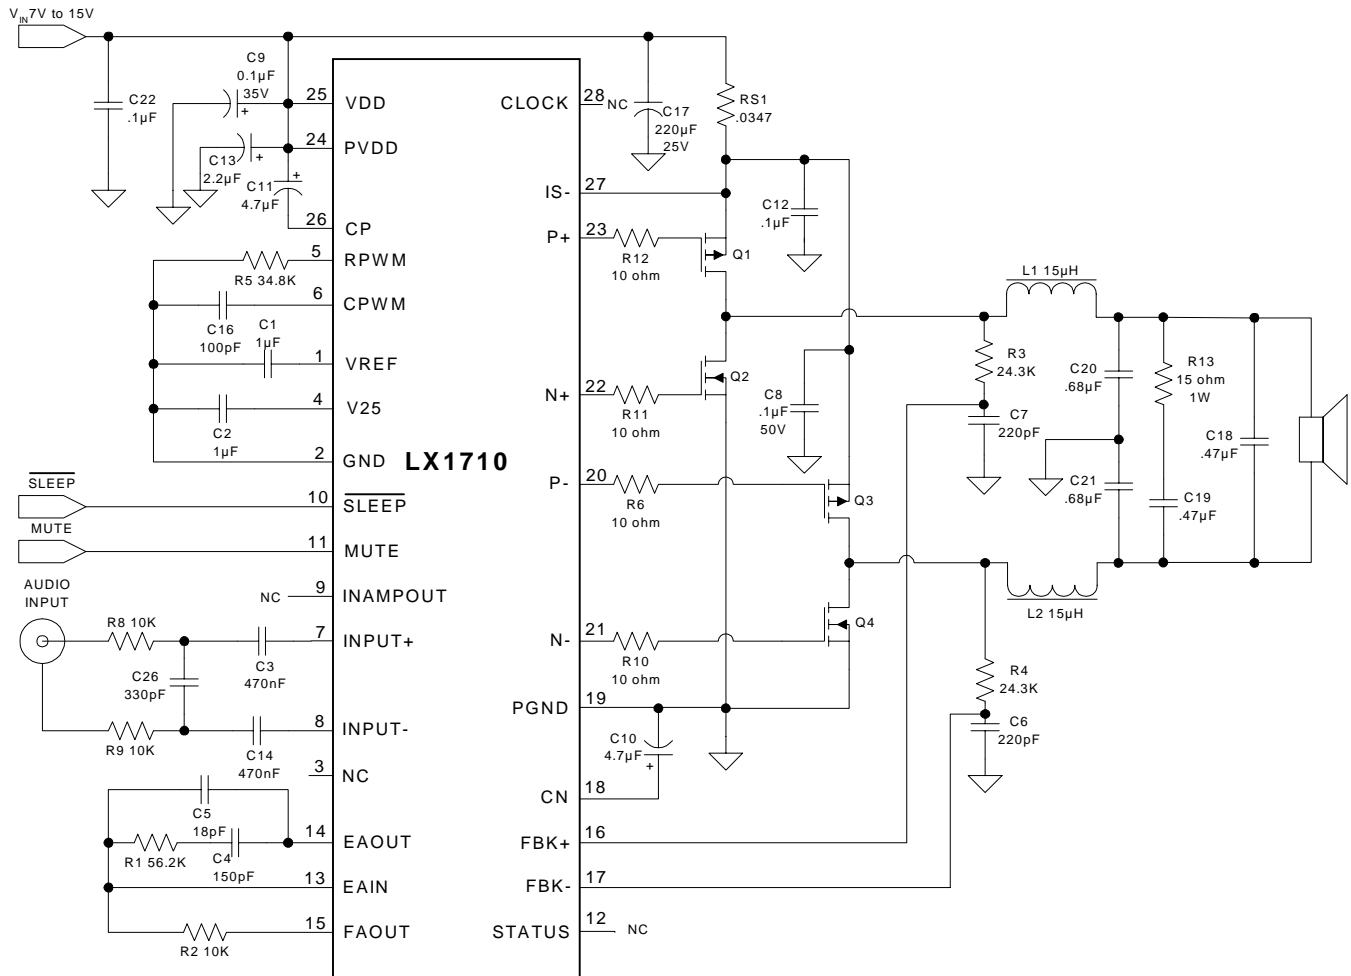 VIN 7V to 15V
C22
.1µF
C9
0.1µF
35V
+
C13
2.2µF
+
C11
4.7µF
+
25 VDD
24 PVDD
26 CP
5 RPWM
R5 34.8K
6 CPWM
C16
100pF
C1
1µF
1 VREF
4 V25
C2
1µF
2 GND
LX1710
SLEEP
10 SLEEP
MUTE
11 MUTE
AUDIO
INPUT
NC 9 INAMPOUT
R8 10K
C3
470nF
7 INPUT+
C26
330pF
R9 10K
C14
470nF
8 INPUT-
3 NC
C5
18pF
14 EAOUT
R1 56.2K
C4
150pF
13 EAIN
15 FAOUT
R2 10K
CLOCK 28 NC
C17
220µF
25V
RS1
.0347
IS- 27
C12
.1µF
P+ 23
R12
10 ohm
Q1
L1 15µH
N+ 22
R11
10 ohm
Q2
C8
.1µF
50V
R3
24.3K
C7
220pF
C20
.68µF
R13
15 ohm
1W
C18
.47µF
C21
.68µF
C19
.47µF
P- 20
R6
10 ohm
Q3
L2 15µH
N- 21
R10
10 ohm
Q4
R4
24.3K
C6
220pF
PGND 19
C10
4.7µF
+
CN 18
FBK+ 16
FBK- 17
STATUS 12 NC